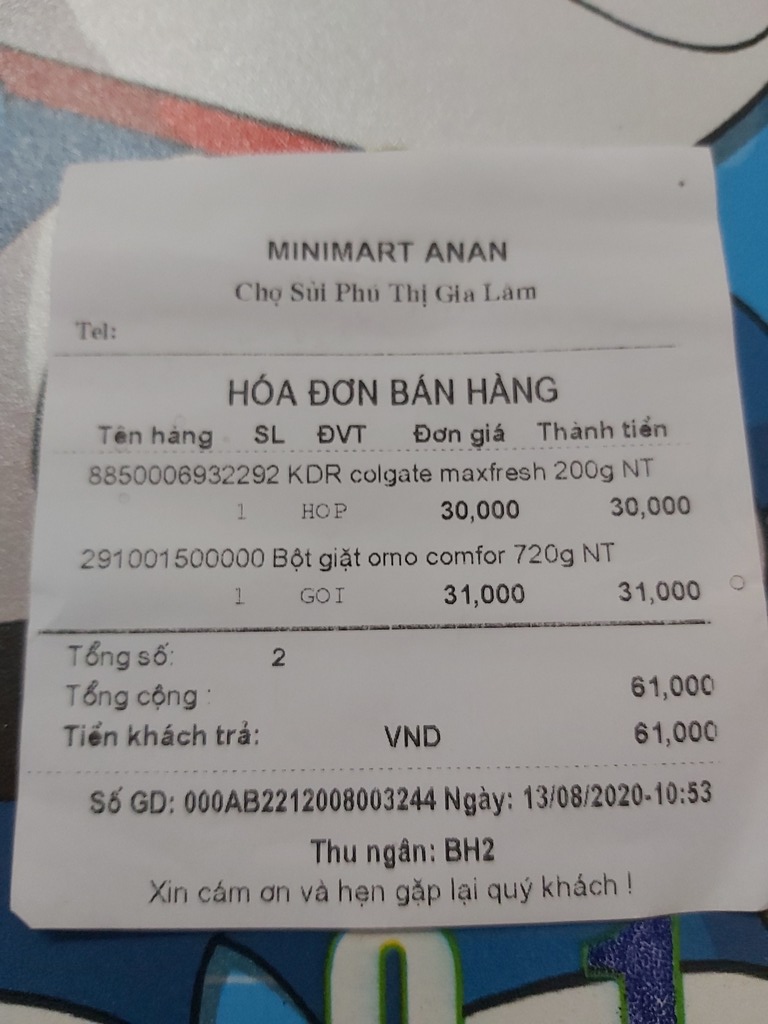 MINIMART ANAN
Chợ Sủi Phú Thị Gia Lâm
Tel:
HÓA ĐƠN BÁN HÀNG
Tên hàng SL ĐVT Đơn giá Thành tiền
8850006932292 KDR colgate maxfresh 200g NT
1 HOP 30,000 30,000
291001500000 Bột giặt omo comfor 720g NT
1 GOI 31,000 31,000
Tổng số: 2
Tổng cộng : 61,000
Tiền khách trả: VND 61,000
Số GD: 000AB2212008003244 Ngày: 13/08/2020-10:53
Thu ngân: BH2
Xin cám ơn và hẹn gặp lại quý khách !
0 1